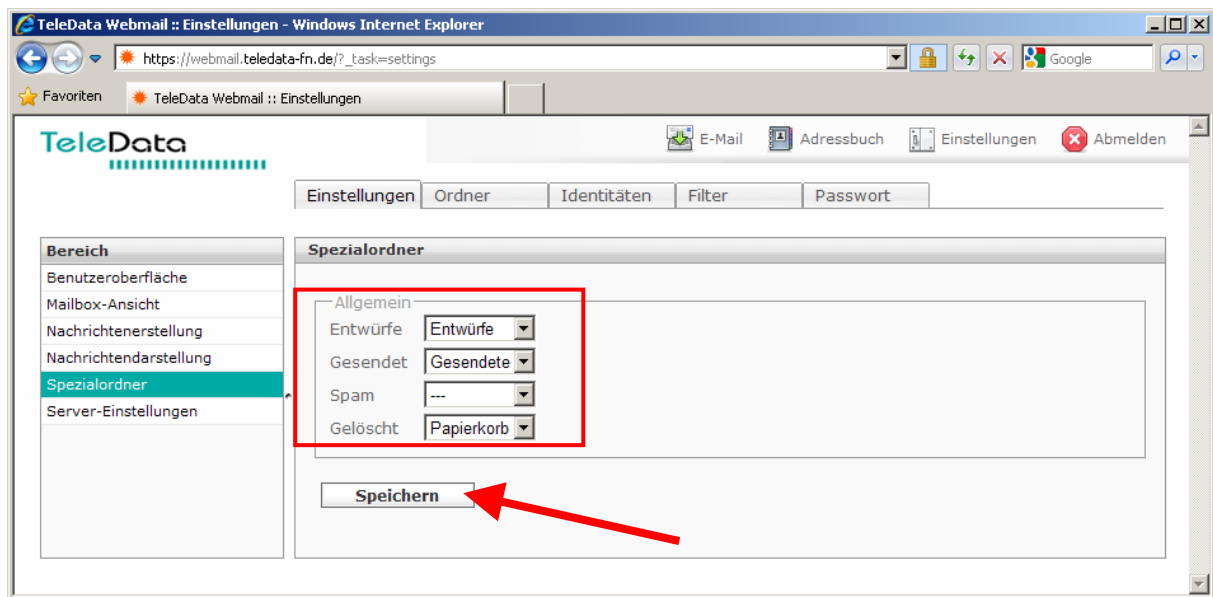 TeleData Webmail :: Einstellungen - Windows Internet Explorer
https://webmail.teledata-fn.de/?_task=settings
Google
Favoriten
TeleData Webmail :: Einstellungen
TeleData
E-Mail
Adressbuch
Einstellungen
Abmelden
Einstellungen
Ordner
Identitäten
Filter
Passwort
Bereich
Benutzeroberfläche
Mailbox-Ansicht
Nachrichtenerstellung
Nachrichtendarstellung
Spezialordner
Server-Einstellungen
Spezialordner
Allgemein
Entwürfe Entwürfe
Gesendet Gesendete
Spam ---
Gelöscht Papierkorb
Speichern